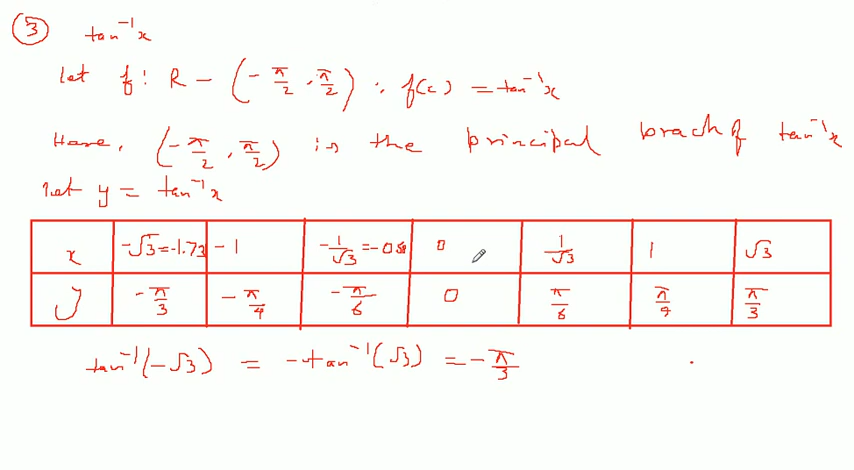 ③ tan⁻¹x
Let f: R - (-π/2, π/2) ∴ f(x) = tan⁻¹x
Here, (-π/2, π/2) is the principal brach of tan⁻¹x
Let y = tan⁻¹x
x -√3=-1.73 -1 -1/√3=-0.58 0 1/√3 1 √3
y -π/3 -π/4 -π/6 0 π/6 π/4 π/3
tan⁻¹(-√3) = -tan⁻¹(√3) = -π/3